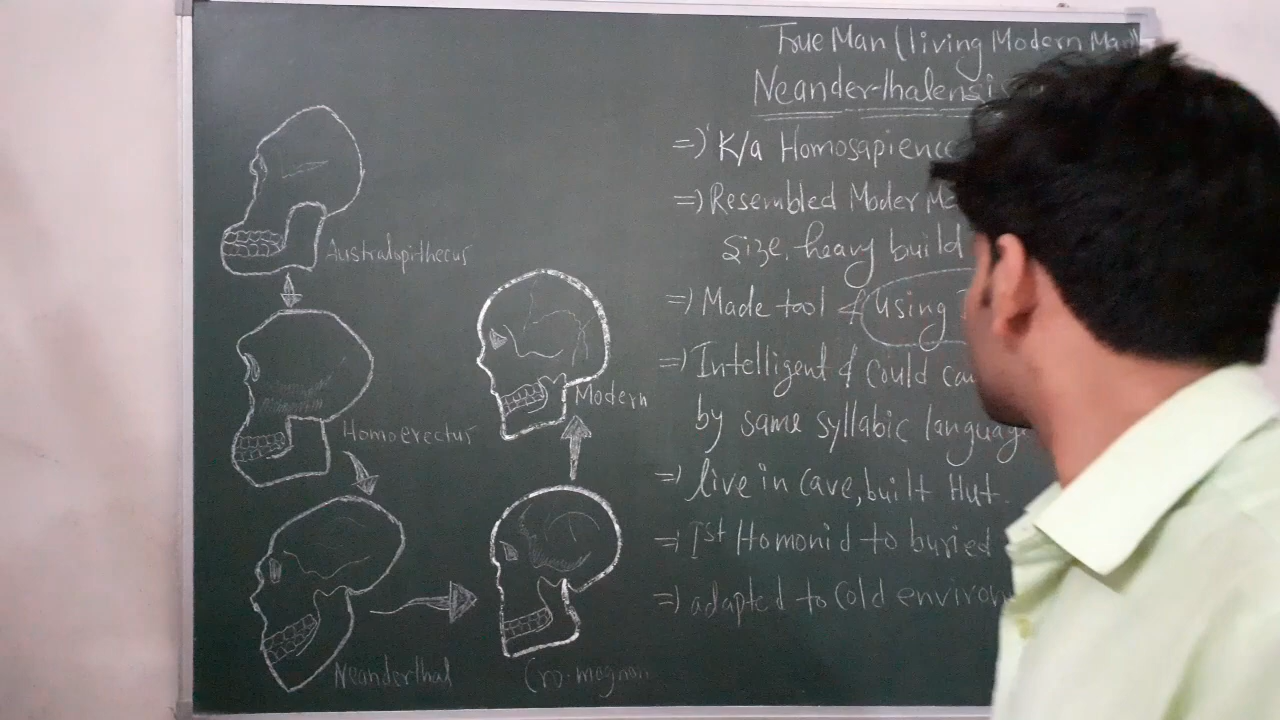 True Man (living Modern Man)
Neander-thalensis
=) K/a Homosapience
=) Resembled Moder
size, heavy build
=) Made tool & using
=) Intelligent & could
by same syllabic language
=) live in cave, built Hut.
=) Ist Homonid to buried
=) adapted to cold environ
Australopithecus
Homoerectus
Modern
Neanderthal
Cro-magnon